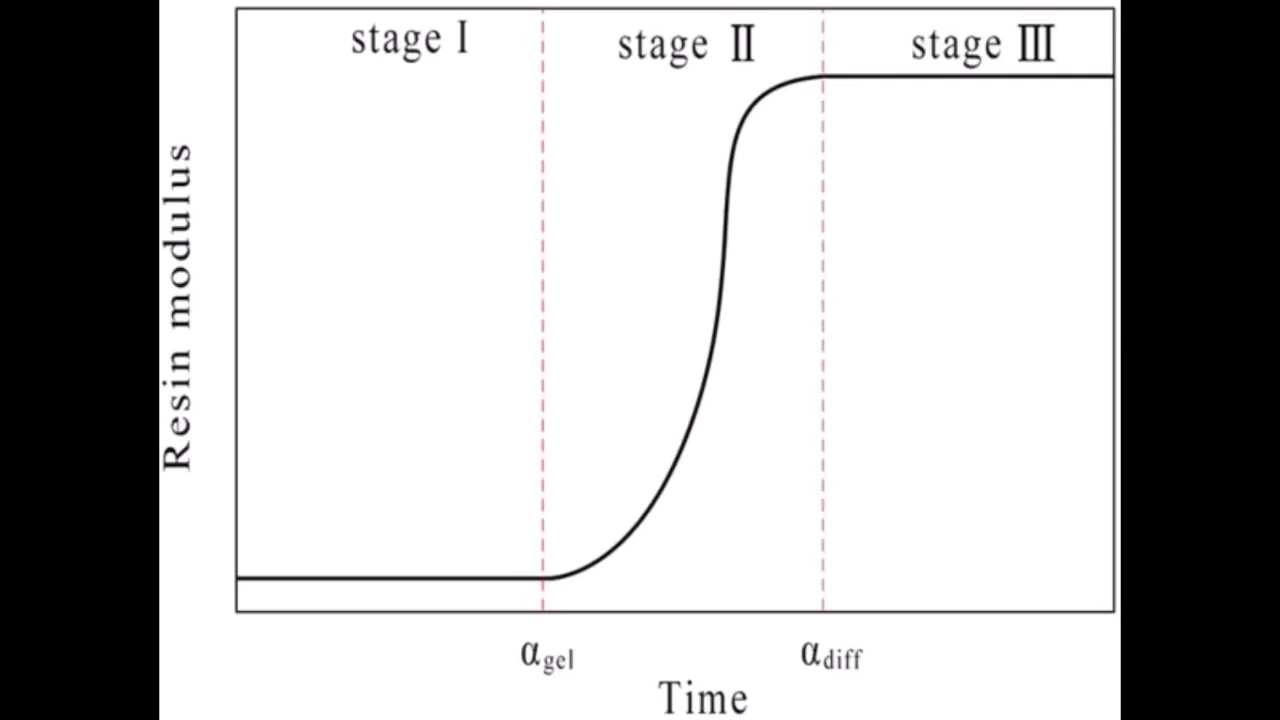 stage I
stage Ⅱ
stage Ⅲ
Resin modulus
αgel
αdiff
Time